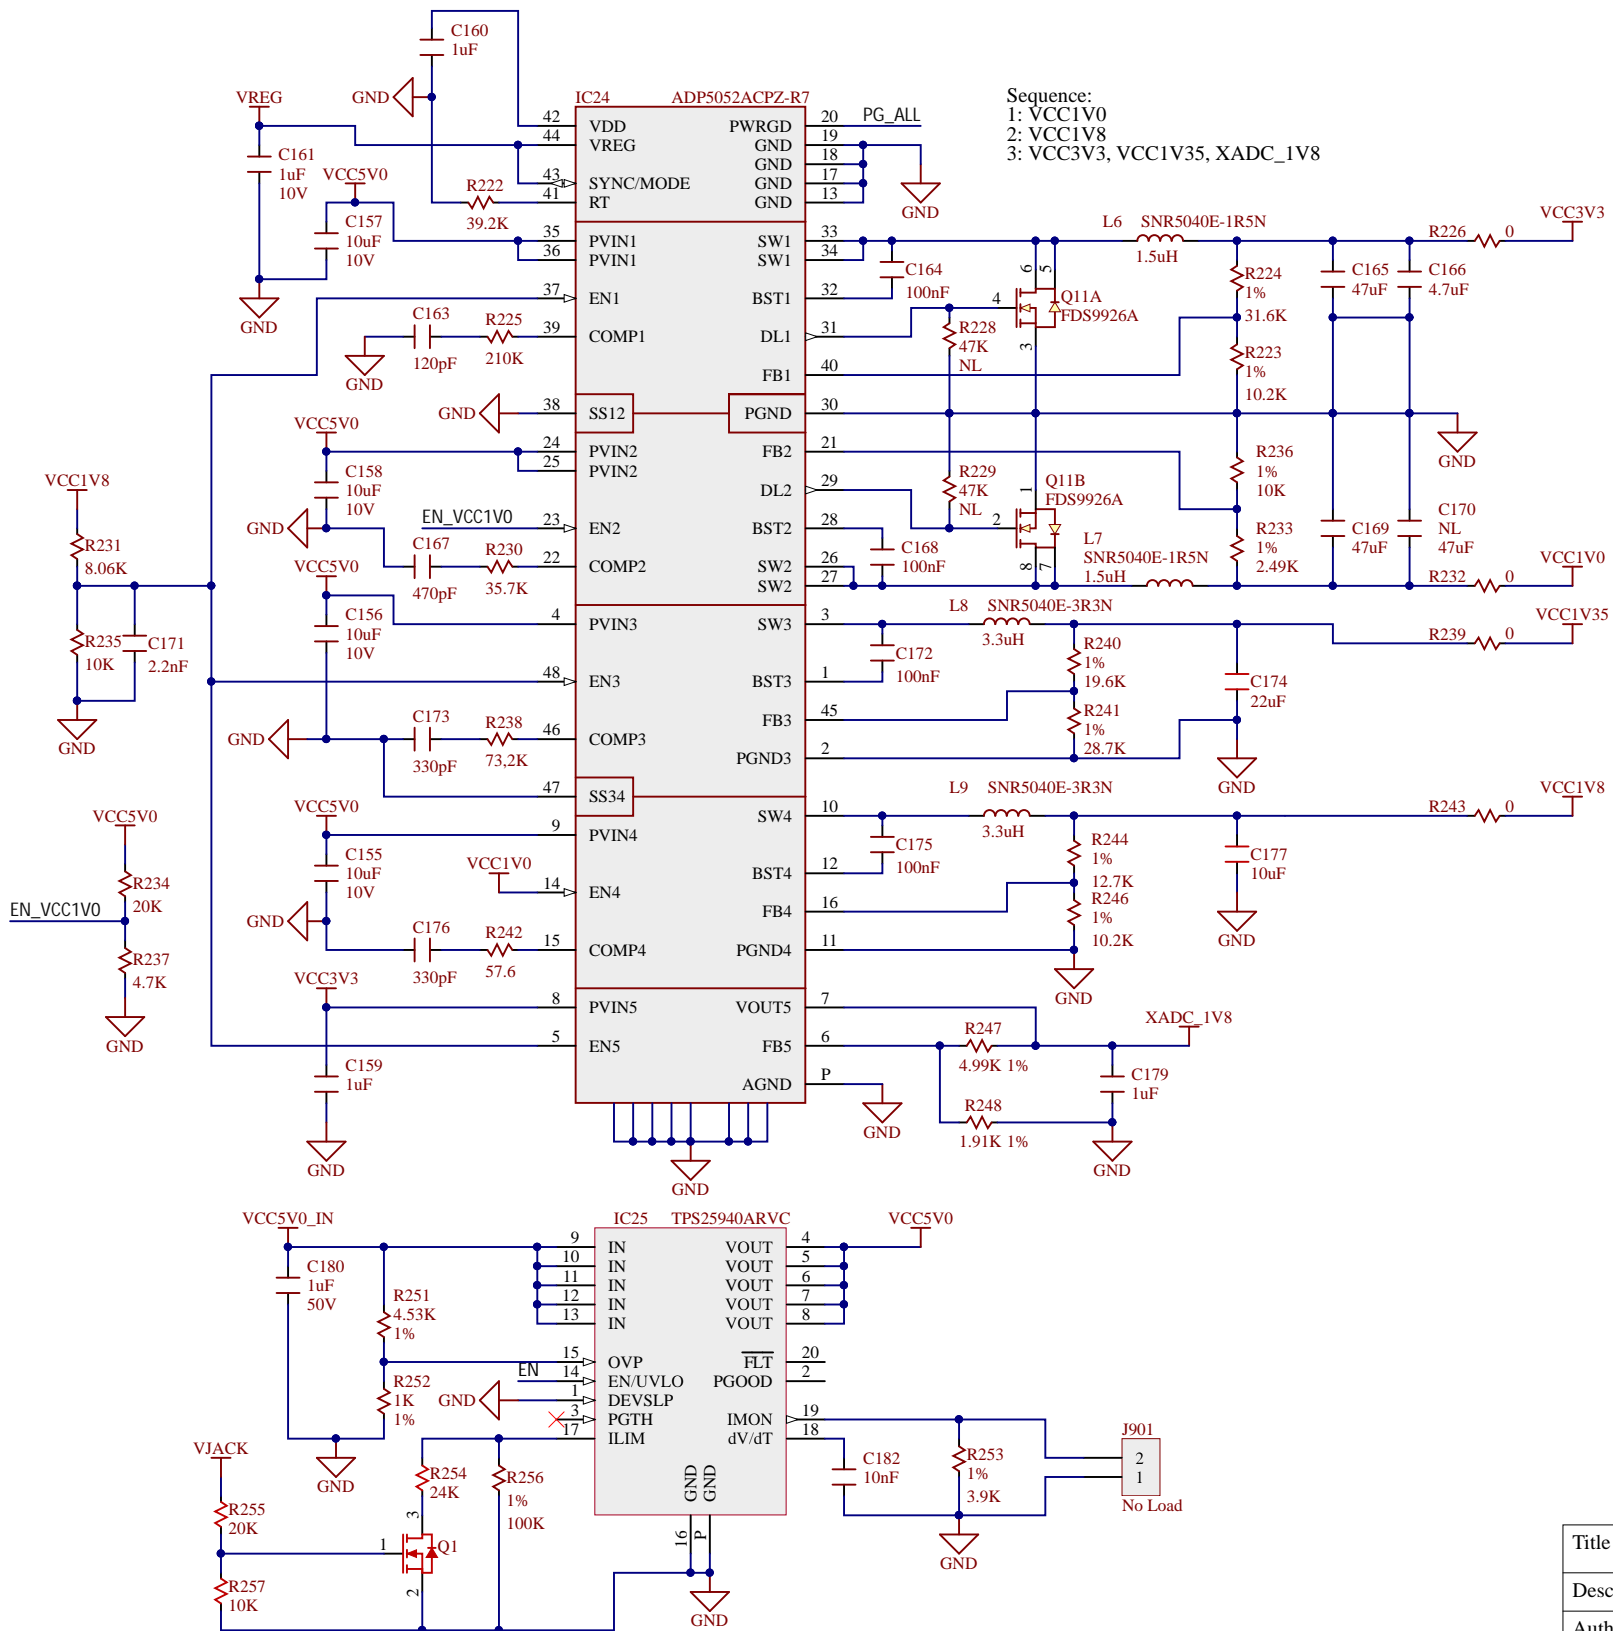 C160
1uF
GND
VREG
C161
1uF
10V
VCC5V0
C157
10uF
10V
GND
R222
39.2K
IC24
ADP5052ACPZ-R7
42
VDD
44
VREG
43
SYNC/MODE
41
RT
PWRGD
20
PG_ALL
GND
19
GND
18
GND
17
GND
13
GND
Sequence:
1: VCC1V0
2: VCC1V8
3: VCC3V3, VCC1V35, XADC_1V8
35
PVIN1
36
PVIN1
37
EN1
39
COMP1
C163
120pF
R225
210K
GND
SW1
33
SW1
34
BST1
32
DL1
31
FB1
40
C164
100nF
L6
SNR5040E-1R5N
1.5uH
6
5
4
3
Q11A
FDS9926A
R228
47K
NL
R224
1%
31.6K
R223
1%
10.2K
C165
47uF
C166
4.7uF
R226
0
VCC3V3
GND
38
SS12
PGND
30
GND
VCC5V0
C158
10uF
10V
GND
24
PVIN2
25
PVIN2
EN_VCC1V0
23
EN2
C167
470pF
R230
35.7K
22
COMP2
FB2
21
DL2
29
BST2
28
SW2
26
SW2
27
R229
47K
NL
1
Q11B
FDS9926A
2
8
7
C168
100nF
L7
SNR5040E-1R5N
1.5uH
R236
1%
10K
R233
1%
2.49K
C169
47uF
C170
NL
47uF
R232
0
VCC1V0
VCC1V8
R231
8.06K
R235
10K
C171
2.2nF
GND
VCC5V0
C156
10uF
10V
4
PVIN3
48
EN3
GND
C173
330pF
R238
73,2K
46
COMP3
47
SS34
SW3
3
BST3
1
FB3
45
PGND3
2
L8
SNR5040E-3R3N
3.3uH
C172
100nF
R240
1%
19.6K
R241
1%
28.7K
C174
22uF
GND
R239
0
VCC1V35
VCC5V0
R234
20K
EN_VCC1V0
R237
4.7K
GND
VCC5V0
C155
10uF
10V
GND
9
PVIN4
VCC1V0
14
EN4
C176
330pF
R242
57.6
15
COMP4
SW4
10
BST4
12
FB4
16
PGND4
11
L9
SNR5040E-3R3N
3.3uH
C175
100nF
R244
1%
12.7K
R246
1%
10.2K
GND
C177
10uF
GND
R243
0
VCC1V8
VCC3V3
C159
1uF
GND
8
PVIN5
5
EN5
VOUT5
7
FB5
6
AGND
P
GND
R247
4.99K 1%
R248
1.91K 1%
XADC_1V8
C179
1uF
GND
GND
VCC5V0_IN
C180
1uF
50V
R251
4.53K
1%
R252
1K
1%
GND
IC25
TPS25940ARVC
9
IN
10
IN
11
IN
12
IN
13
IN
15
OVP
EN
14
EN/UVLO
GND
1
DEVSLP
3
PGTH
17
ILIM
VOUT
4
VOUT
5
VOUT
6
VOUT
7
VOUT
8
FLT
20
PGOOD
2
IMON
19
dV/dT
18
GND
GND
16
P
GND
VCC5V0
C182
10nF
R253
1%
3.9K
GND
J901
2
1
No Load
VJACK
R255
20K
R257
10K
R254
24K
3
1
Q1
2
R256
1%
100K
Title
Desc
Auth